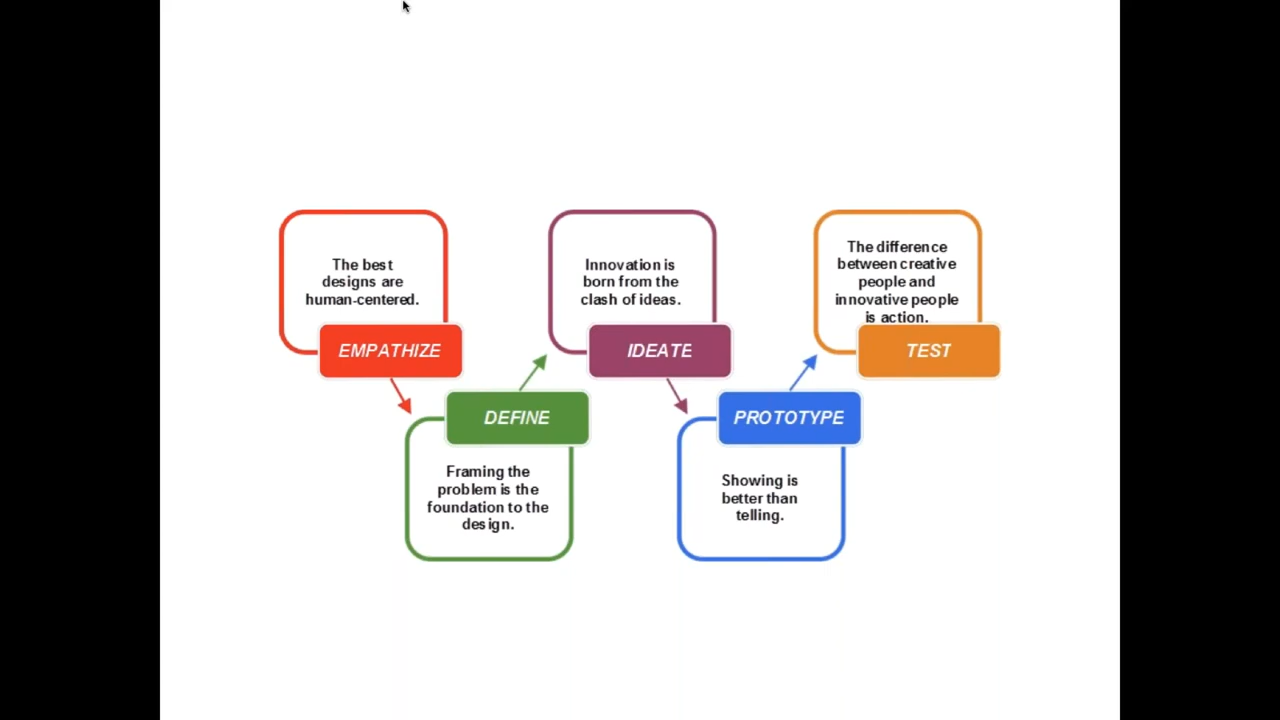 The best
designs are
human-centered.
EMPATHIZE
DEFINE
Framing the
problem is the
foundation to the
design.
Innovation is
born from the
clash of ideas.
IDEATE
PROTOTYPE
Showing is
better than
telling.
The difference
between creative
people and
innovative people
is action.
TEST